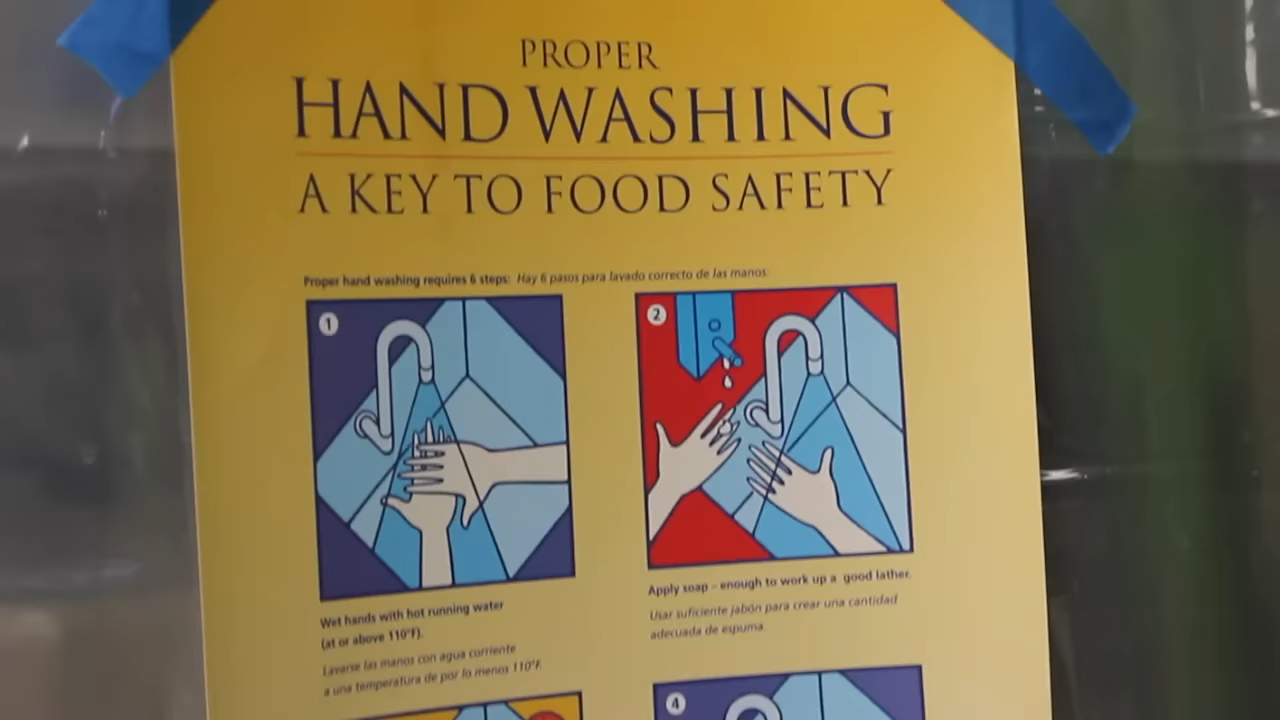 PROPER
HAND WASHING
A KEY TO FOOD SAFETY
Proper hand washing requires 6 steps: Hay 6 pasos para lavado correcto de las manos:
1
2
Wet hands with hot running water
(at or above 110°F).
Lavarse las manos con agua corriente
a una temperatura de por lo menos 110°F.
Apply soap – enough to work up a good lather.
Usar suficiente jabón para crear una cantidad
adecuada de espuma.
4